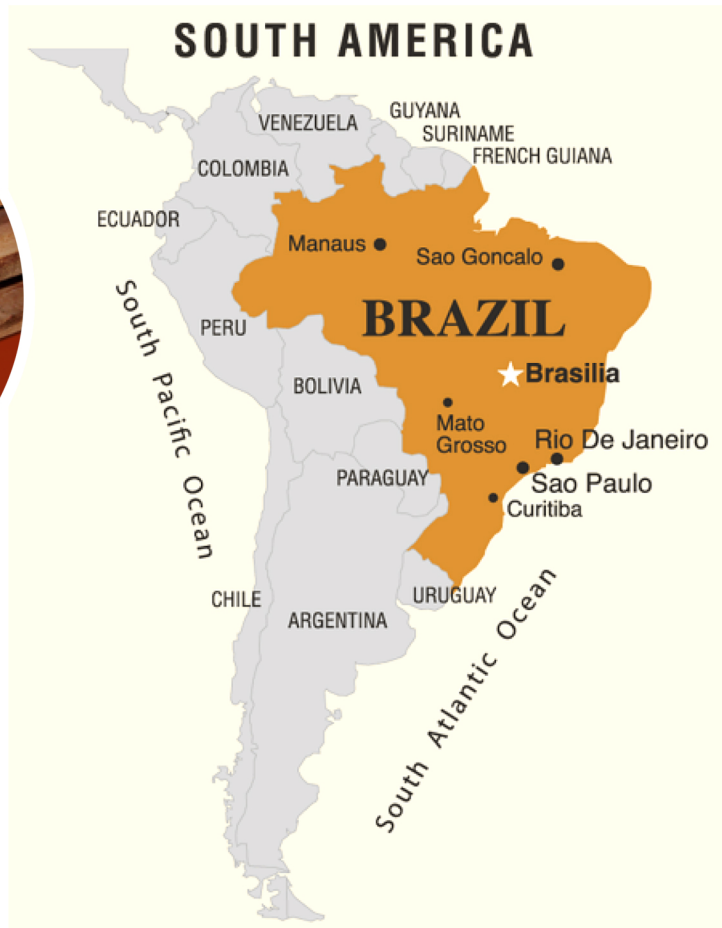 SOUTH AMERICA
GUYANA
VENEZUELA
SURINAME
FRENCH GUIANA
COLOMBIA
ECUADOR
Manaus
Sao Goncalo
South Pacific Ocean
PERU
BRAZIL
Brasilia
BOLIVIA
Mato
Grosso
Rio De Janeiro
PARAGUAY
Sao Paulo
Curitiba
CHILE
URUGUAY
ARGENTINA
South Atlantic Ocean